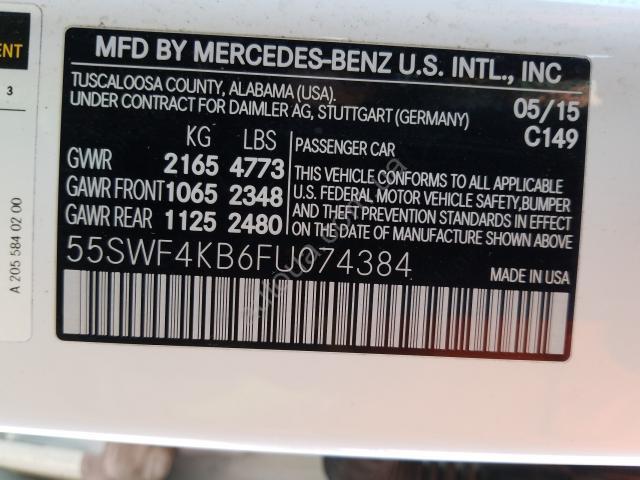 ENT
3
A 205 584 02 00
MFD BY MERCEDES-BENZ U.S. INTL., INC
TUSCALOOSA COUNTY, ALABAMA (USA).
UNDER CONTRACT FOR DAIMLER AG, STUTTGART (GERMANY)
05/15
C149
KG LBS
GWWR 2165 4773
GAWR FRONT 1065 2348
GAWR REAR 1125 2480
PASSENGER CAR
THIS VEHICLE CONFORMS TO ALL APPLICABLE
U.S. FEDERAL MOTOR VEHICLE SAFETY,BUMPER
AND THEFT PREVENTION STANDARDS IN EFFECT
ON THE DATE OF MANUFACTURE SHOWN ABOVE.
55SWF4KB6FU074384
MADE IN USA